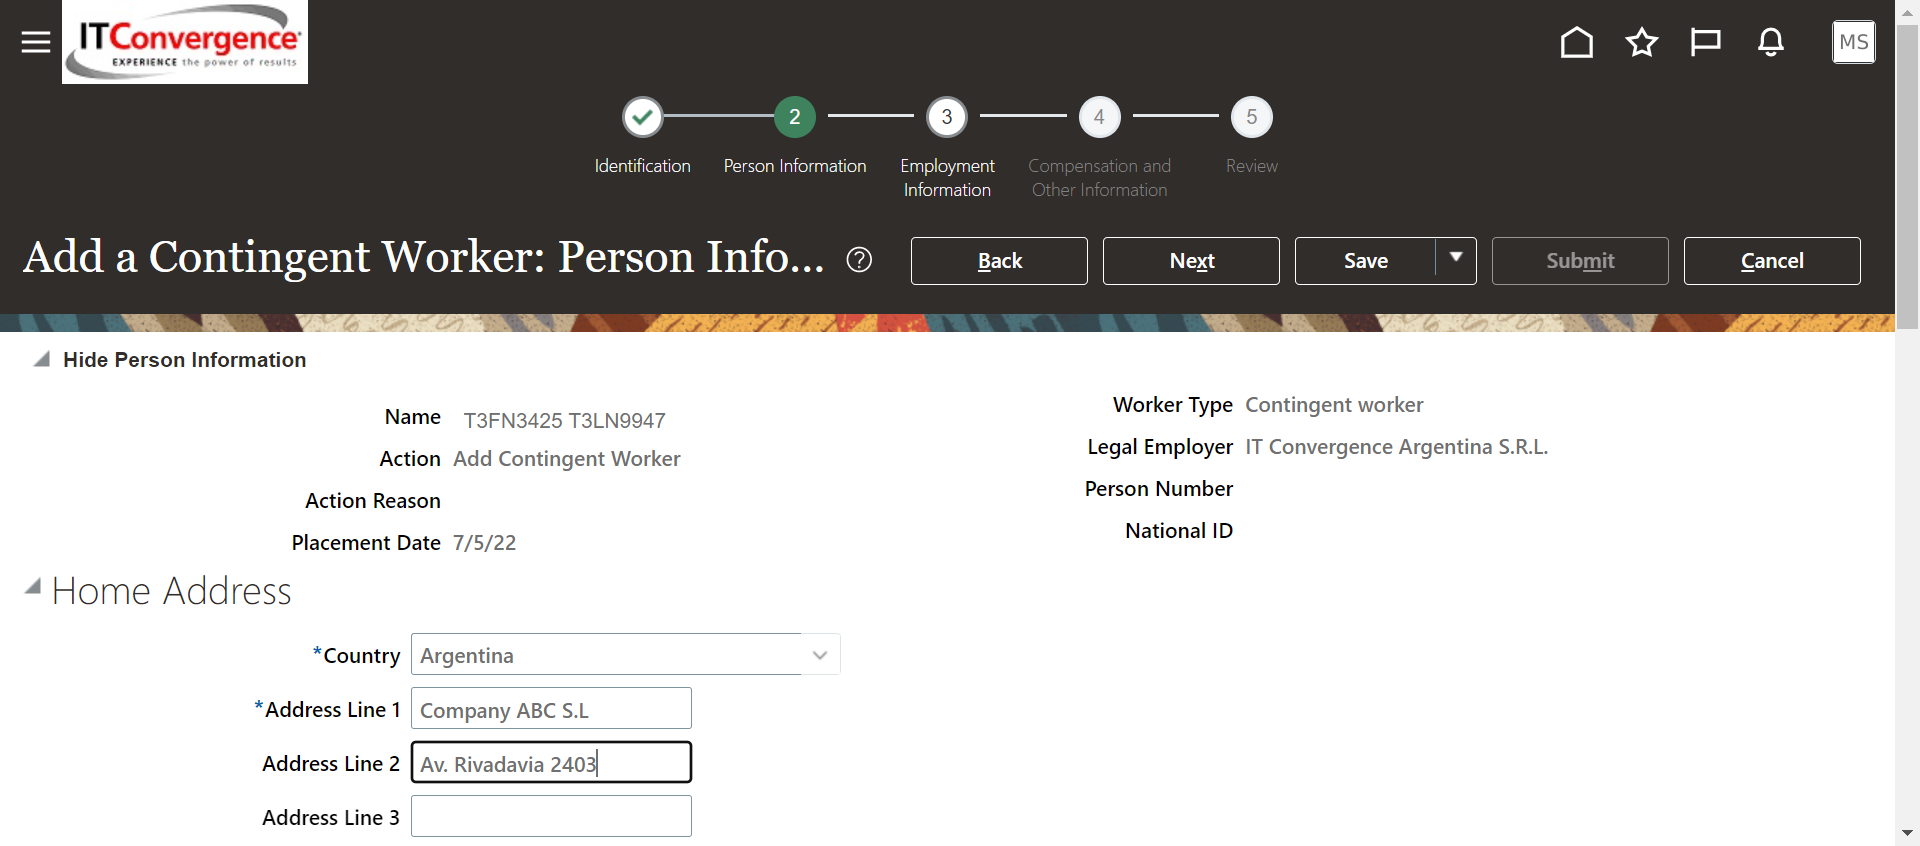 ITConvergence
EXPERIENCE the power of results
MS
2
3
4
5
Identification
Person Information
Employment
Information
Compensation and
Other Information
Review
Add a Contingent Worker: Person Info...
?
Back
Next
Save
Submit
Cancel
Hide Person Information
Name T3FN3425 T3LN9947
Action Add Contingent Worker
Action Reason
Placement Date 7/5/22
Worker Type Contingent worker
Legal Employer IT Convergence Argentina S.R.L.
Person Number
National ID
Home Address
*Country Argentina
*Address Line 1 Company ABC S.L
Address Line 2 Av. Rivadavia 2403
Address Line 3